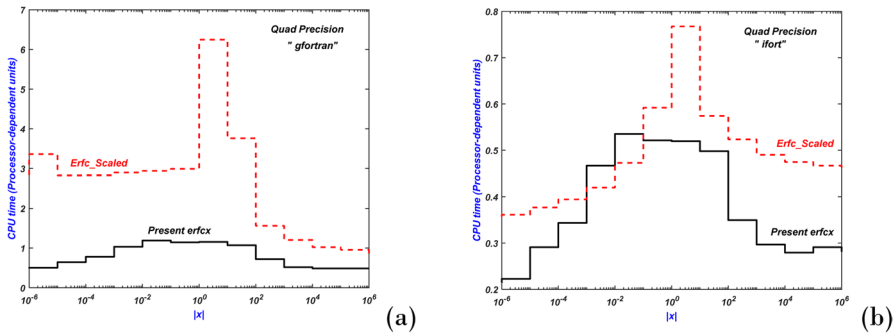 Quad Precision
" gfortran"
Erfc_Scaled
Present erfcx
CPU time (Processor-dependent units)
7
6
5
4
3
2
1
0
10^-6 10^-4 10^-2 10^0 10^2 10^4 10^6
|x|
(a)
Quad Precision
" ifort"
Erfc_Scaled
Present erfcx
CPU time (Processor-dependent units)
0.8
0.7
0.6
0.5
0.4
0.3
0.2
10^-6 10^-4 10^-2 10^0 10^2 10^4 10^6
|x|
(b)